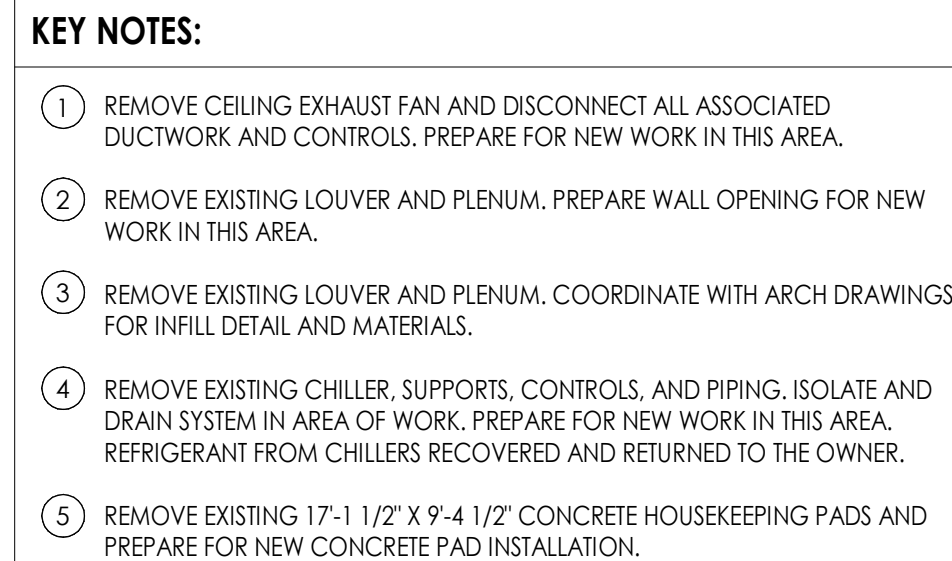 KEY NOTES:
1 REMOVE CEILING EXHAUST FAN AND DISCONNECT ALL ASSOCIATED
DUCTWORK AND CONTROLS. PREPARE FOR NEW WORK IN THIS AREA.
2 REMOVE EXISTING LOUVER AND PLENUM. PREPARE WALL OPENING FOR NEW
WORK IN THIS AREA.
3 REMOVE EXISTING LOUVER AND PLENUM. COORDINATE WITH ARCH DRAWINGS
FOR INFILL DETAIL AND MATERIALS.
4 REMOVE EXISTING CHILLER, SUPPORTS, CONTROLS, AND PIPING. ISOLATE AND
DRAIN SYSTEM IN AREA OF WORK. PREPARE FOR NEW WORK IN THIS AREA.
REFRIGERANT FROM CHILLERS RECOVERED AND RETURNED TO THE OWNER.
5 REMOVE EXISTING 17'-1 1/2" X 9'-4 1/2" CONCRETE HOUSEKEEPING PADS AND
PREPARE FOR NEW CONCRETE PAD INSTALLATION.